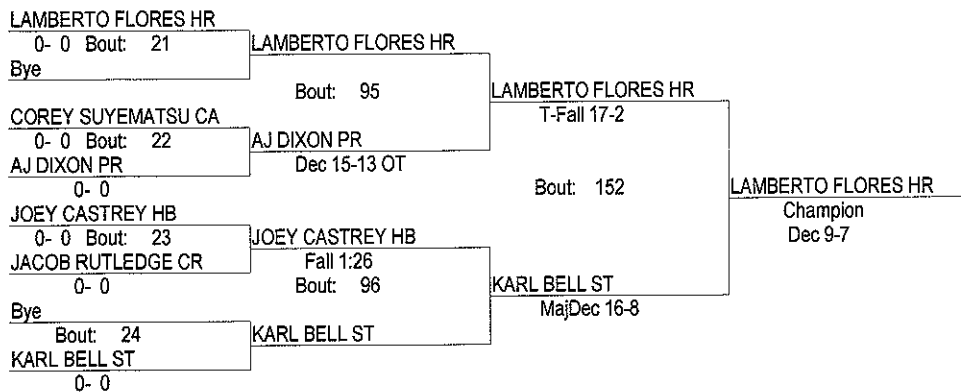 LAMBERTO FLORES HR
0- 0 Bout: 21
Bye
LAMBERTO FLORES HR
Bout: 95
COREY SUYEMATSU CA
0- 0 Bout: 22
AJ DIXON PR
0- 0
AJ DIXON PR
Dec 15-13 OT
LAMBERTO FLORES HR
T-Fall 17-2
Bout: 152
JOEY CASTREY HB
0- 0 Bout: 23
JACOB RUTLEDGE CR
0- 0
JOEY CASTREY HB
Fall 1:26
Bout: 96
Bye
Bout: 24
KARL BELL ST
0- 0
KARL BELL ST
KARL BELL ST
MajDec 16-8
LAMBERTO FLORES HR
Champion
Dec 9-7